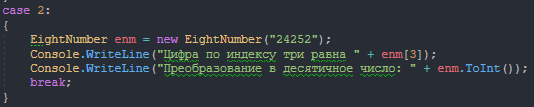 case 2:
{
EightNumber enm = new EightNumber("24252");
Console.WriteLine("Цифра по индексу три равна " + enm[3]);
Console.WriteLine("Преобразование в десятичное число: " + enm.ToInt());
break;
}